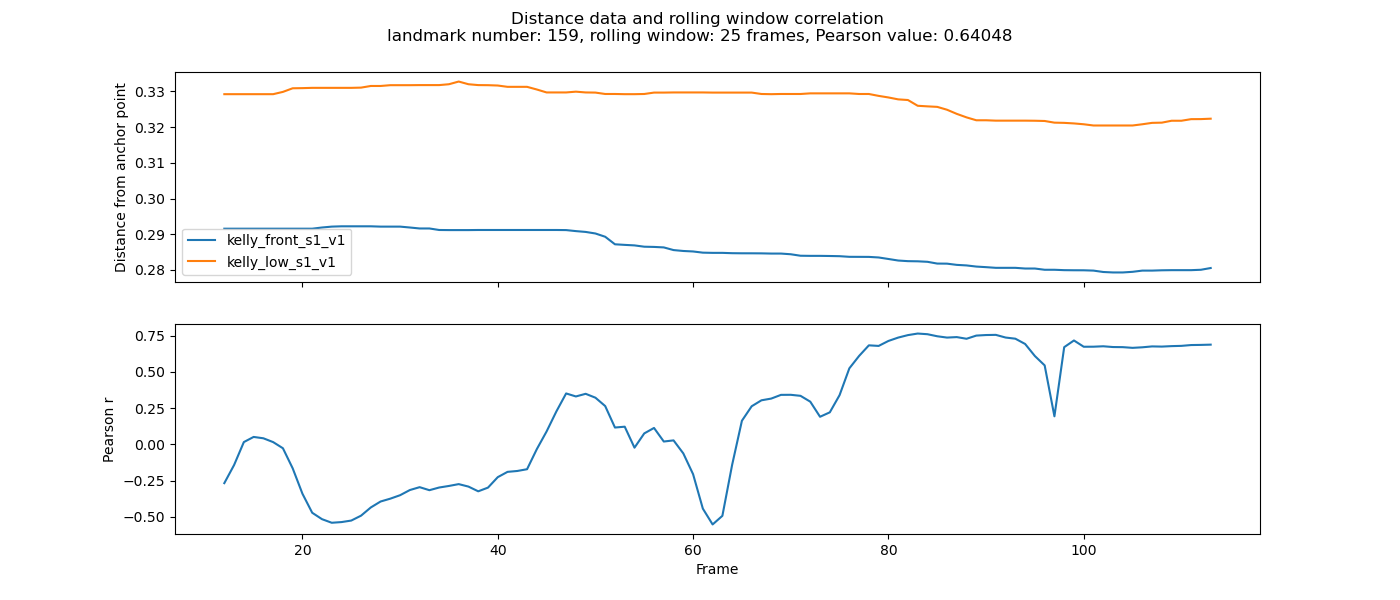 Distance data and rolling window correlation
landmark number: 159, rolling window: 25 frames, Pearson value: 0.64048
Distance from anchor point
0.33
0.32
0.31
0.30
0.29
0.28
kelly_front_s1_v1
kelly_low_s1_v1
Pearson r
0.75
0.50
0.25
0.00
−0.25
−0.50
20 40 60 80 100
Frame